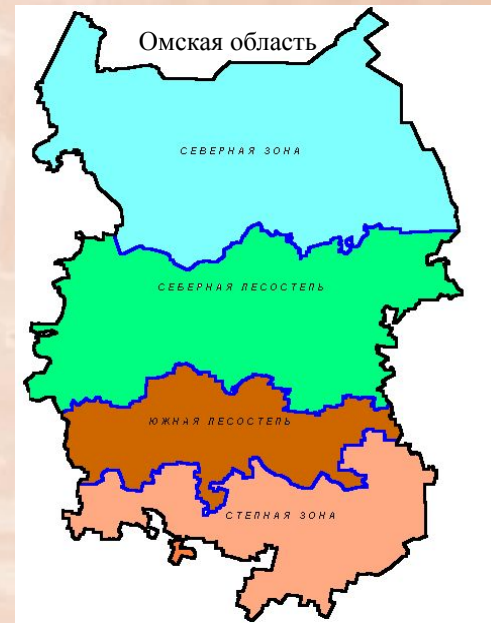 Омская область
СЕВЕРНАЯ ЗОНА
СЕВЕРНАЯ ЛЕСОСТЕПЬ
ЮЖНАЯ ЛЕСОСТЕПЬ
СТЕПНАЯ ЗОНА